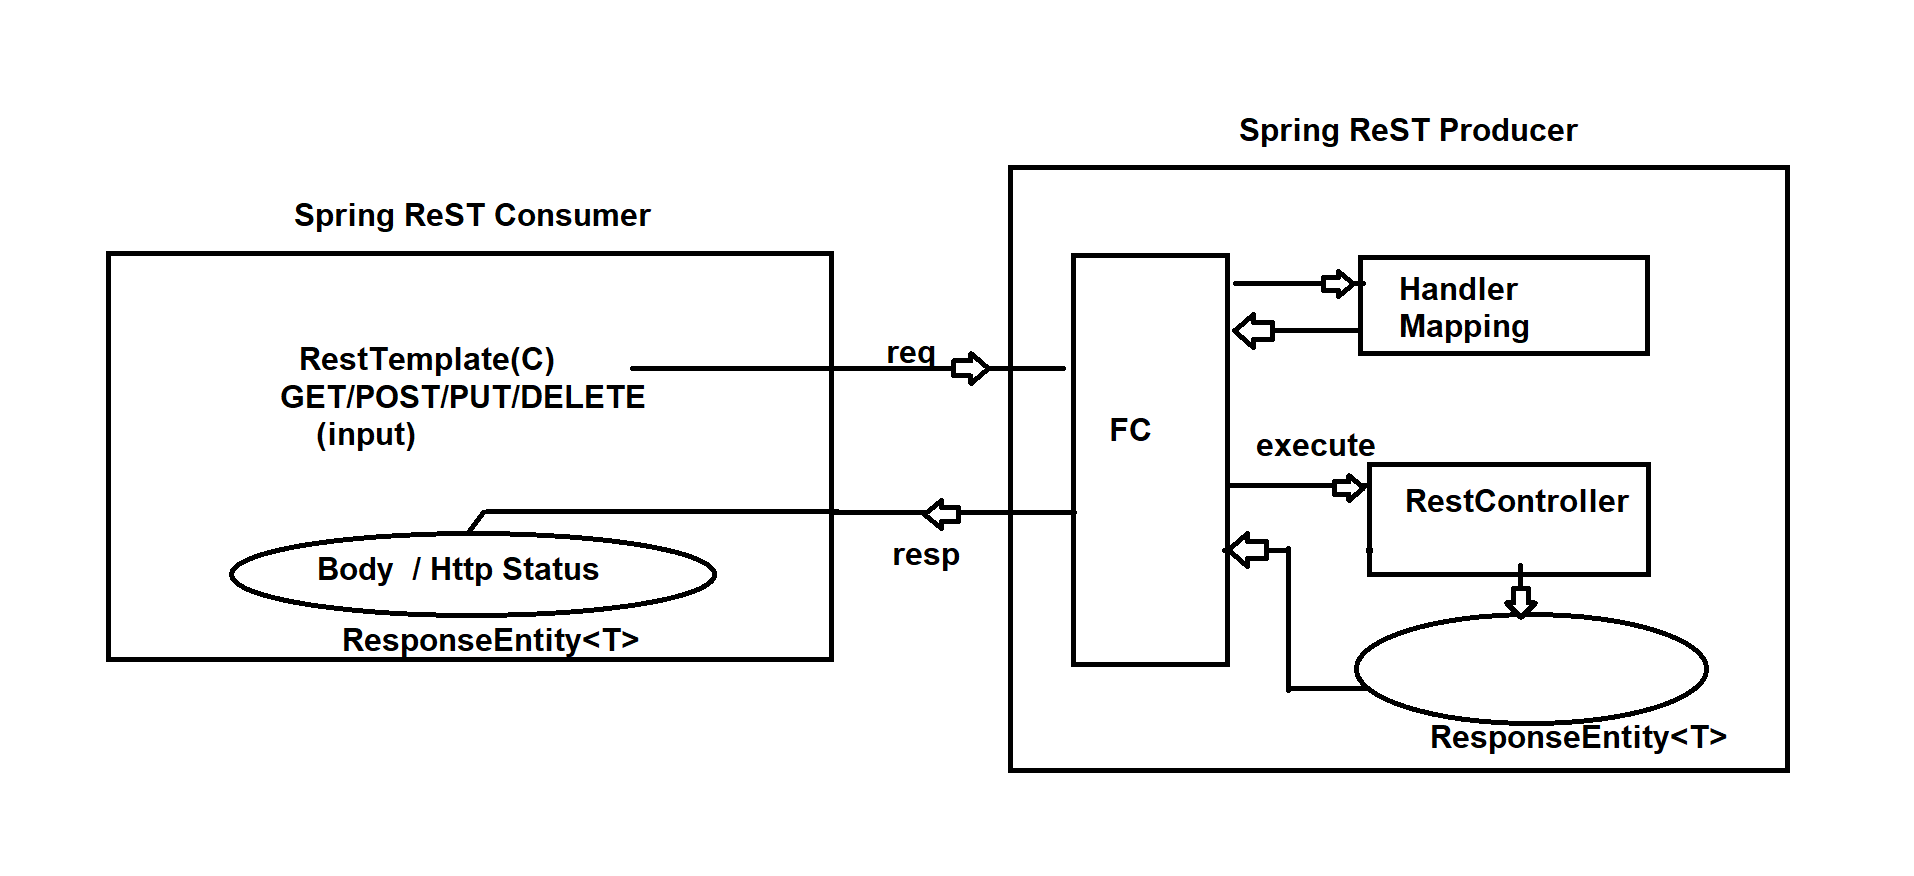 Spring ReST Producer
Spring ReST Consumer
Handler
Mapping
RestTemplate(C)
GET/POST/PUT/DELETE
(input)
req
FC
execute
RestController
resp
Body / Http Status
ResponseEntity<T>
ResponseEntity<T>